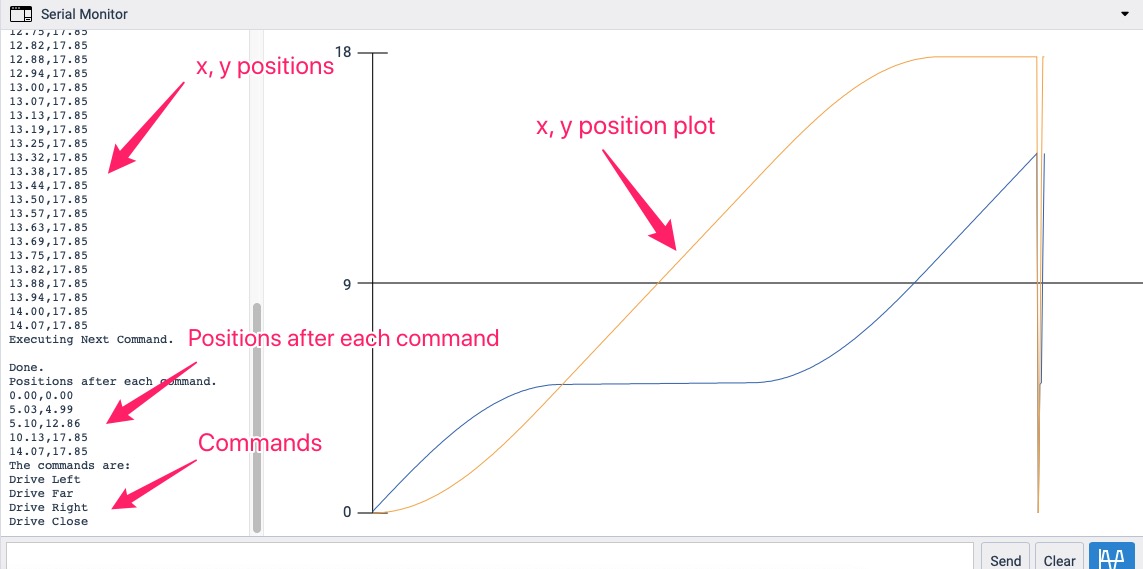 Serial Monitor
12.75,17.85
12.82,17.85
12.88,17.85
12.94,17.85
13.00,17.85
13.07,17.85
13.13,17.85
13.19,17.85
13.25,17.85
13.32,17.85
13.38,17.85
13.44,17.85
13.50,17.85
13.57,17.85
13.63,17.85
13.69,17.85
13.75,17.85
13.82,17.85
13.88,17.85
13.94,17.85
14.00,17.85
14.07,17.85
Executing Next Command.
Done.
Positions after each command.
0.00,0.00
5.03,4.99
5.10,12.86
10.13,17.85
14.07,17.85
The commands are:
Drive Left
Drive Far
Drive Right
Drive Close
x, y positions
Positions after each command
Commands
x, y position plot
18
9
0
Send
Clear